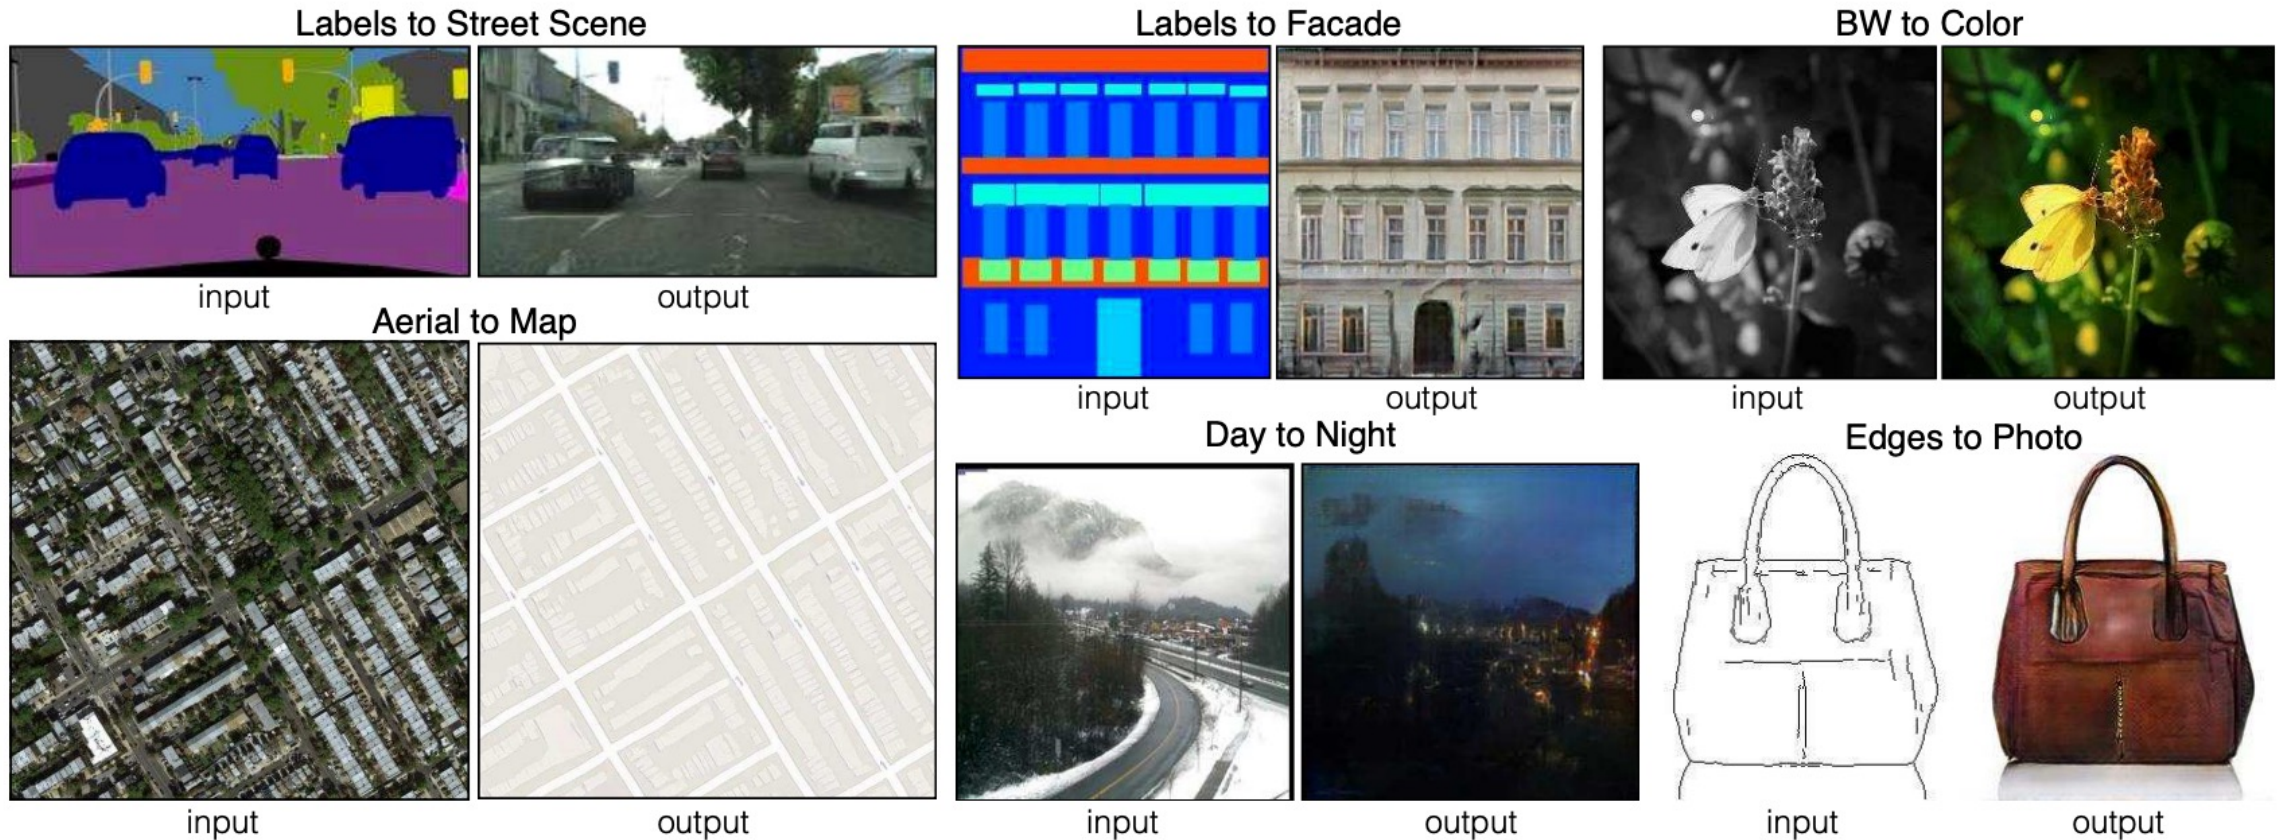 Labels to Street Scene
input
output
Aerial to Map
input
output
Labels to Facade
input
output
BW to Color
input
output
Day to Night
input
output
Edges to Photo
input
output